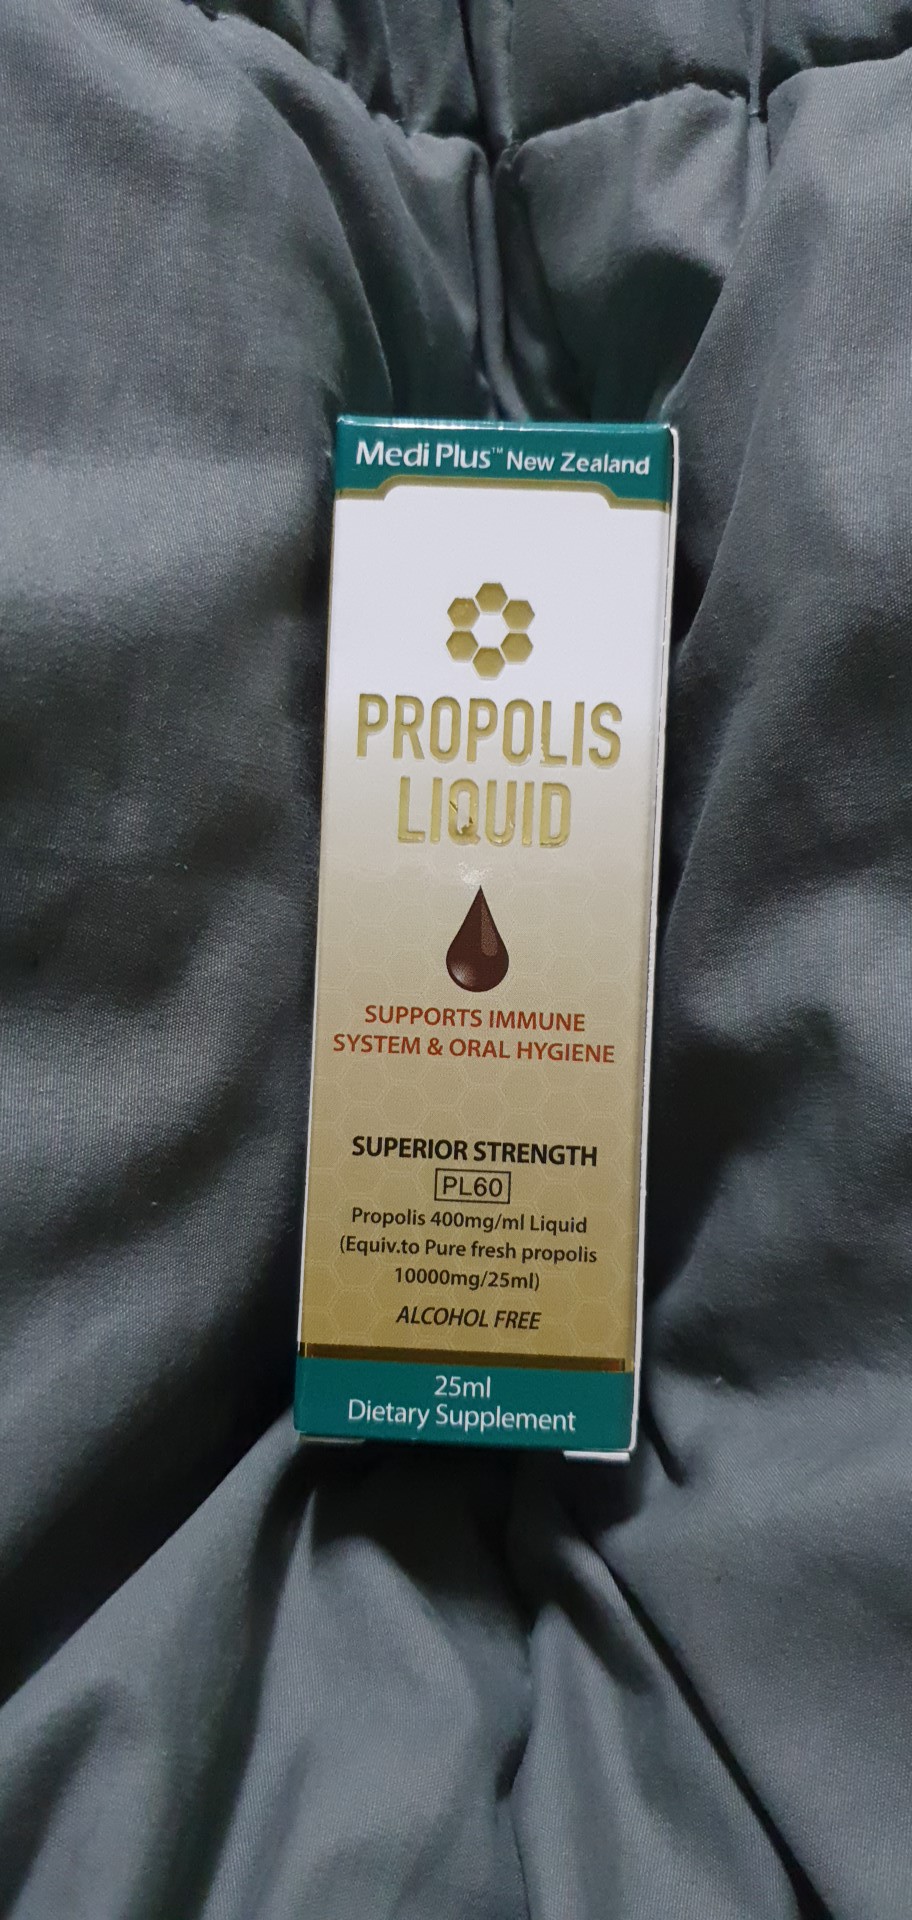 Medi Plus™ New Zealand
PROPOLIS
LIQUID
SUPPORTS IMMUNE
SYSTEM & ORAL HYGIENE
SUPERIOR STRENGTH
PL60
Propolis 400mg/ml Liquid
(Equiv.to Pure fresh propolis
10000mg/25ml)
ALCOHOL FREE
25ml
Dietary Supplement